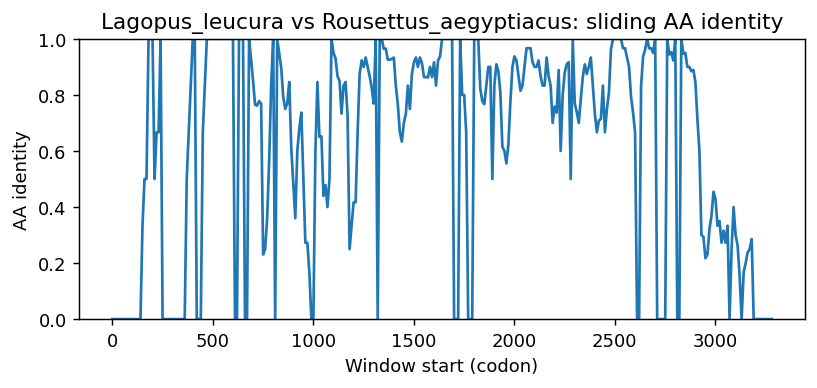 Lagopus_leucura vs Rousettus_aegyptiacus: sliding AA identity
1.0
0.8
0.6
0.4
0.2
0.0
AA identity
0 500 1000 1500 2000 2500 3000
Window start (codon)